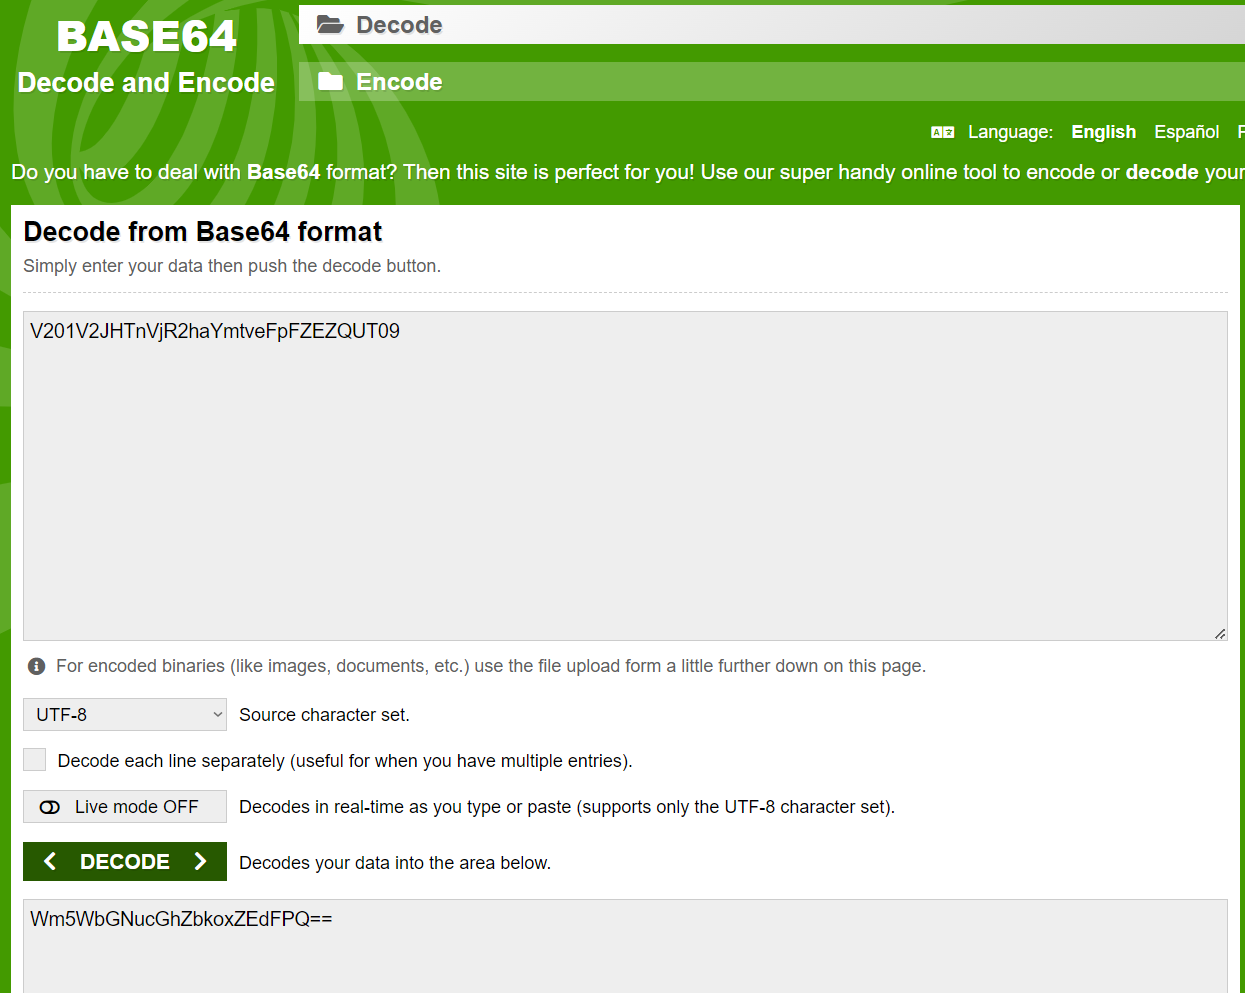 BASE64
Decode and Encode
Decode
Encode
Language: English Español
Do you have to deal with Base64 format? Then this site is perfect for you! Use our super handy online tool to encode or decode your
Decode from Base64 format
Simply enter your data then push the decode button.
V201V2JHTnVjR2haYmtveFpFZEZQUT09
For encoded binaries (like images, documents, etc.) use the file upload form a little further down on this page.
UTF-8 Source character set.
Decode each line separately (useful for when you have multiple entries).
Live mode OFF Decodes in real-time as you type or paste (supports only the UTF-8 character set).
DECODE Decodes your data into the area below.
Wm5WbGNucGhZbkoxZEdFPQ==